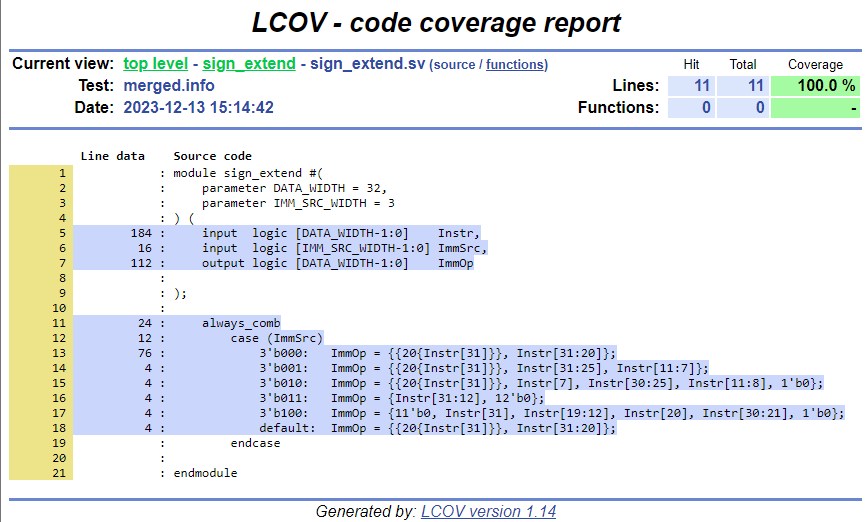 LCOV - code coverage report
Current view: top level - sign_extend - sign_extend.sv (source / functions) Hit Total Coverage
Test: merged.info Lines: 11 11 100.0 %
Date: 2023-12-13 15:14:42 Functions: 0 0 -
Line data Source code
1 : module sign_extend #(
2 : parameter DATA_WIDTH = 32,
3 : parameter IMM_SRC_WIDTH = 3
4 : ) (
5 184 : input logic [DATA_WIDTH-1:0] Instr,
6 16 : input logic [IMM_SRC_WIDTH-1:0] ImmSrc,
7 112 : output logic [DATA_WIDTH-1:0] ImmOp
8 :
9 : );
10 :
11 24 : always_comb
12 12 : case (ImmSrc)
13 76 : 3'b000: ImmOp = {{20{Instr[31]}}, Instr[31:20]};
14 4 : 3'b001: ImmOp = {{20{Instr[31]}}, Instr[31:25], Instr[11:7]};
15 4 : 3'b010: ImmOp = {{20{Instr[31]}}, Instr[7], Instr[30:25], Instr[11:8], 1'b0};
16 4 : 3'b011: ImmOp = {Instr[31:12], 12'b0};
17 4 : 3'b100: ImmOp = {11'b0, Instr[31], Instr[19:12], Instr[20], Instr[30:21], 1'b0};
18 4 : default: ImmOp = {{20{Instr[31]}}, Instr[31:20]};
19 : endcase
20 :
21 : endmodule
Generated by: LCOV version 1.14